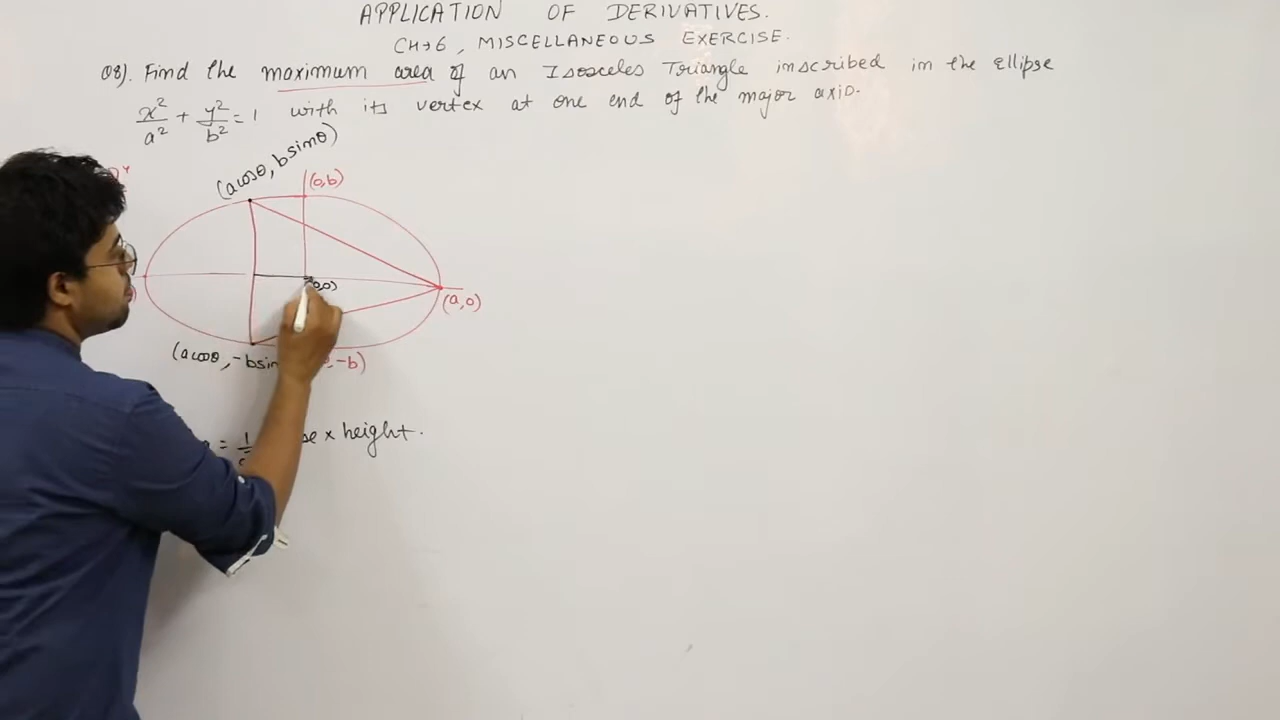 APPLICATION OF DERIVATIVES.
CH→6, MISCELLANEOUS EXERCISE.
Q8). Find the maximum area of an Isosceles Triangle inscribed in the ellipse
x²/a² + y²/b² = 1 with its vertex at one end of the major axis.
(acosθ, bsinθ)
(0,b)
(a,0)
(acosθ, -bsin
, -b)
= 1/ × height.